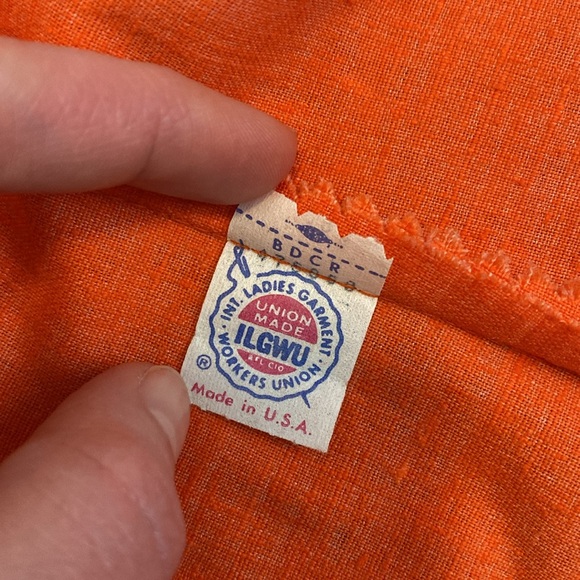 BDCR
INT. LADIES GARMENT
UNION
MADE
ILGWU
AFL CIO
WORKERS UNION
®
Made in U.S.A.